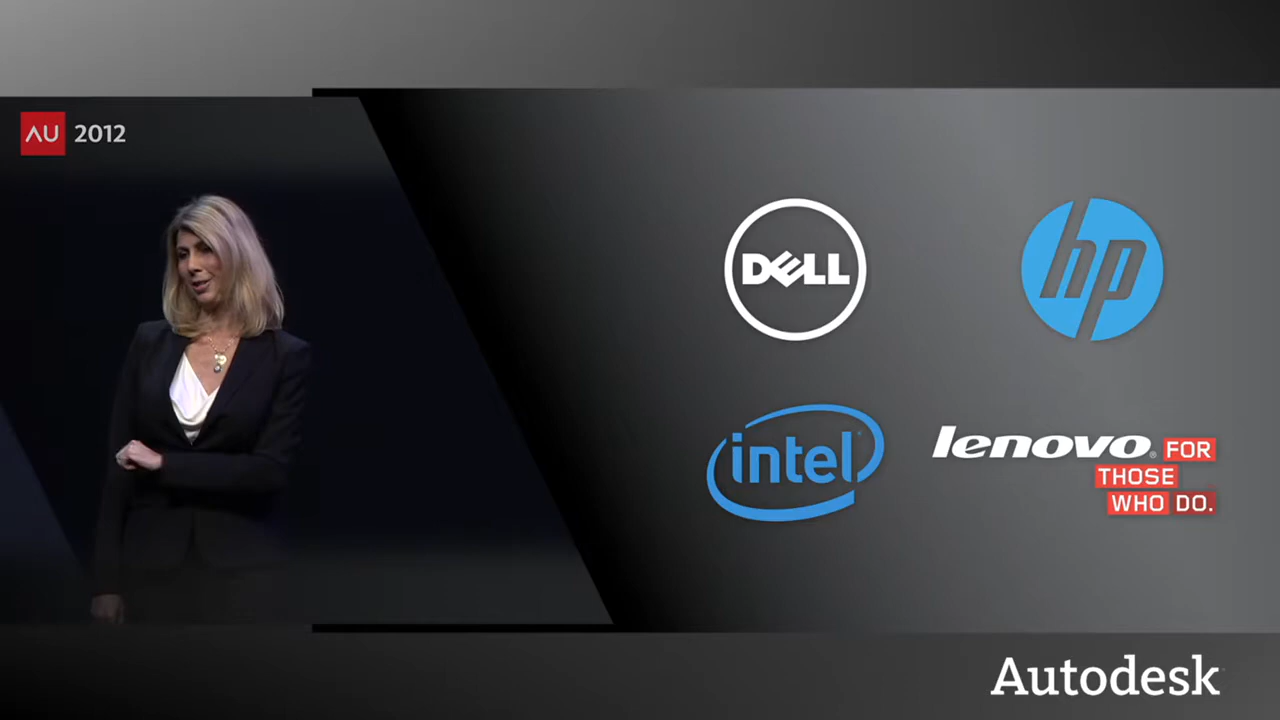 AU 2012
DELL
hp
intel
lenovo FOR
THOSE
WHO DO.
Autodesk